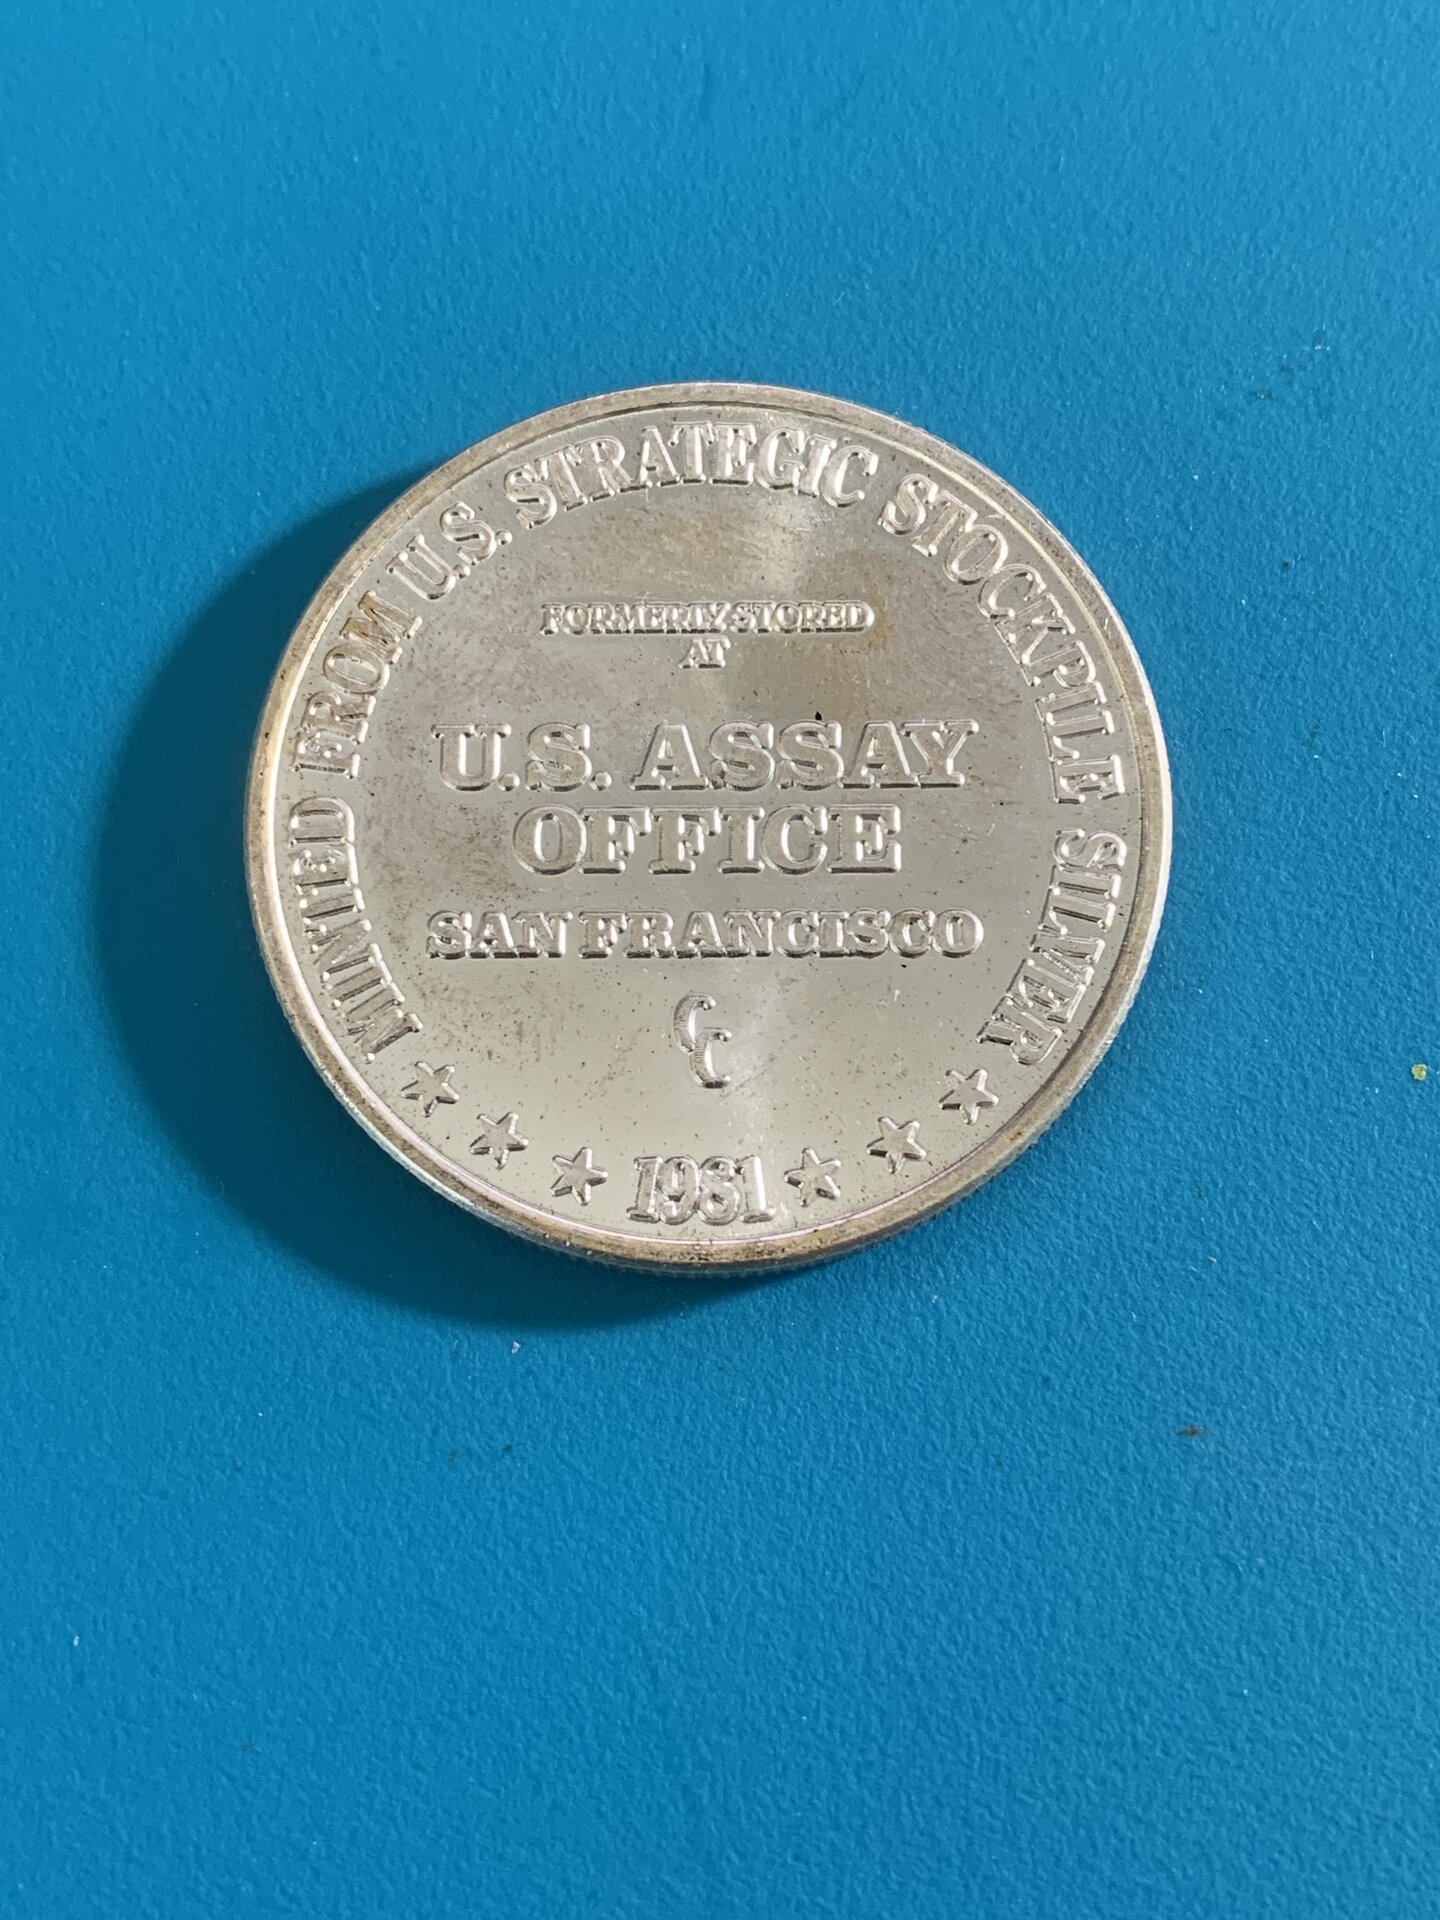 MINTED FROM U.S. STRATEGIC STOCKPILE SILVER
FORMERLY STORED
AT
U.S. ASSAY
OFFICE
SAN FRANCISCO
CC
1981